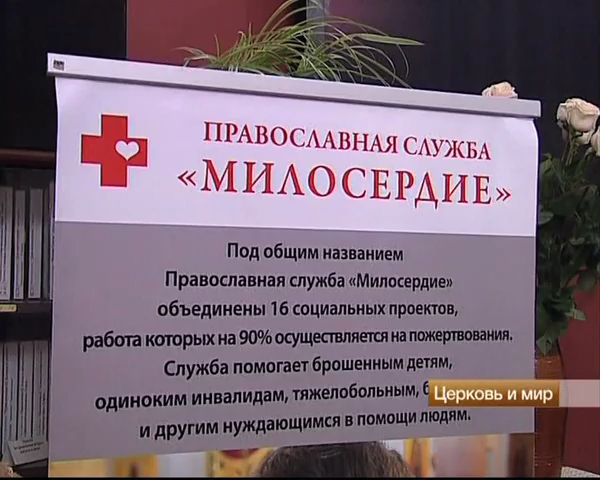 ПРАВОСЛАВНАЯ СЛУЖБА
«МИЛОСЕРДИЕ»
Под общим названием
Православная служба «Милосердие»
объединены 16 социальных проектов,
работа которых на 90% осуществляется на пожертвования.
Служба помогает брошенным детям,
одиноким инвалидам, тяжелобольным,
и другим нуждающимся в помощи людям.
Церковь и мир